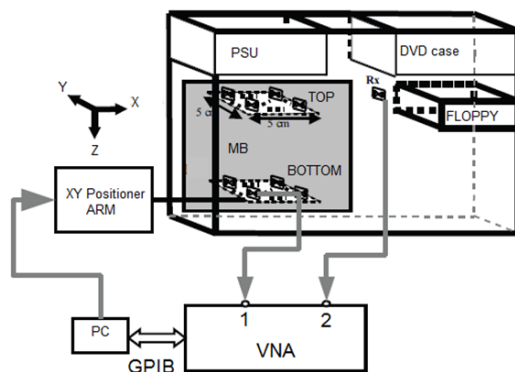 PSU
DVD case
Rx
TOP
5 cm
5 cm
FLOPPY
MB
BOTTOM
Y
X
Z
XY Positioner
ARM
1
2
PC
VNA
GPIB